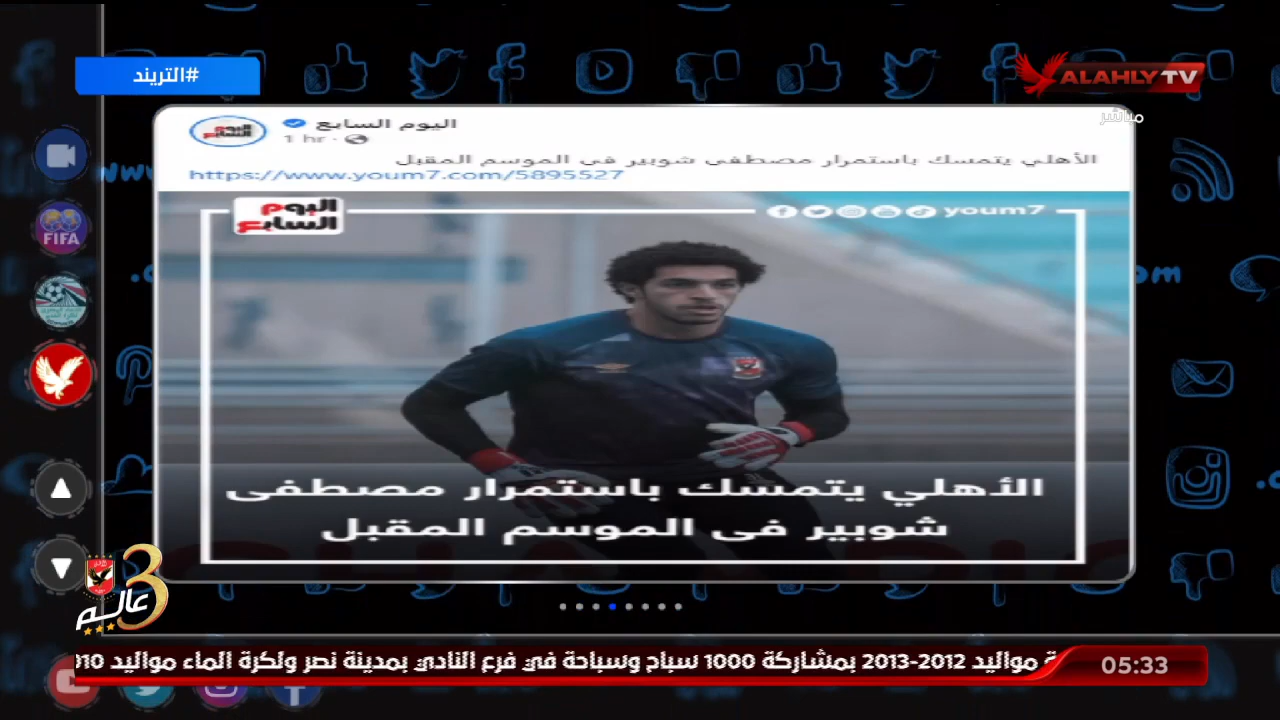 #التريند
ALAHLY TV
مباشر
اليوم السابع
1 hr
الأهلي يتمسك باستمرار مصطفى شوبير فى الموسم المقبل
https://www.youm7.com/5895527
اليوم السابع
youm7
FIFA
الأهلي يتمسك باستمرار مصطفى
شوبير فى الموسم المقبل
3 عالم
مواليد 2012-2013 بمشاركة 1000 سباح وسباحة في فرع النادي بمدينة نصر ولكرة الماء مواليد
05:33